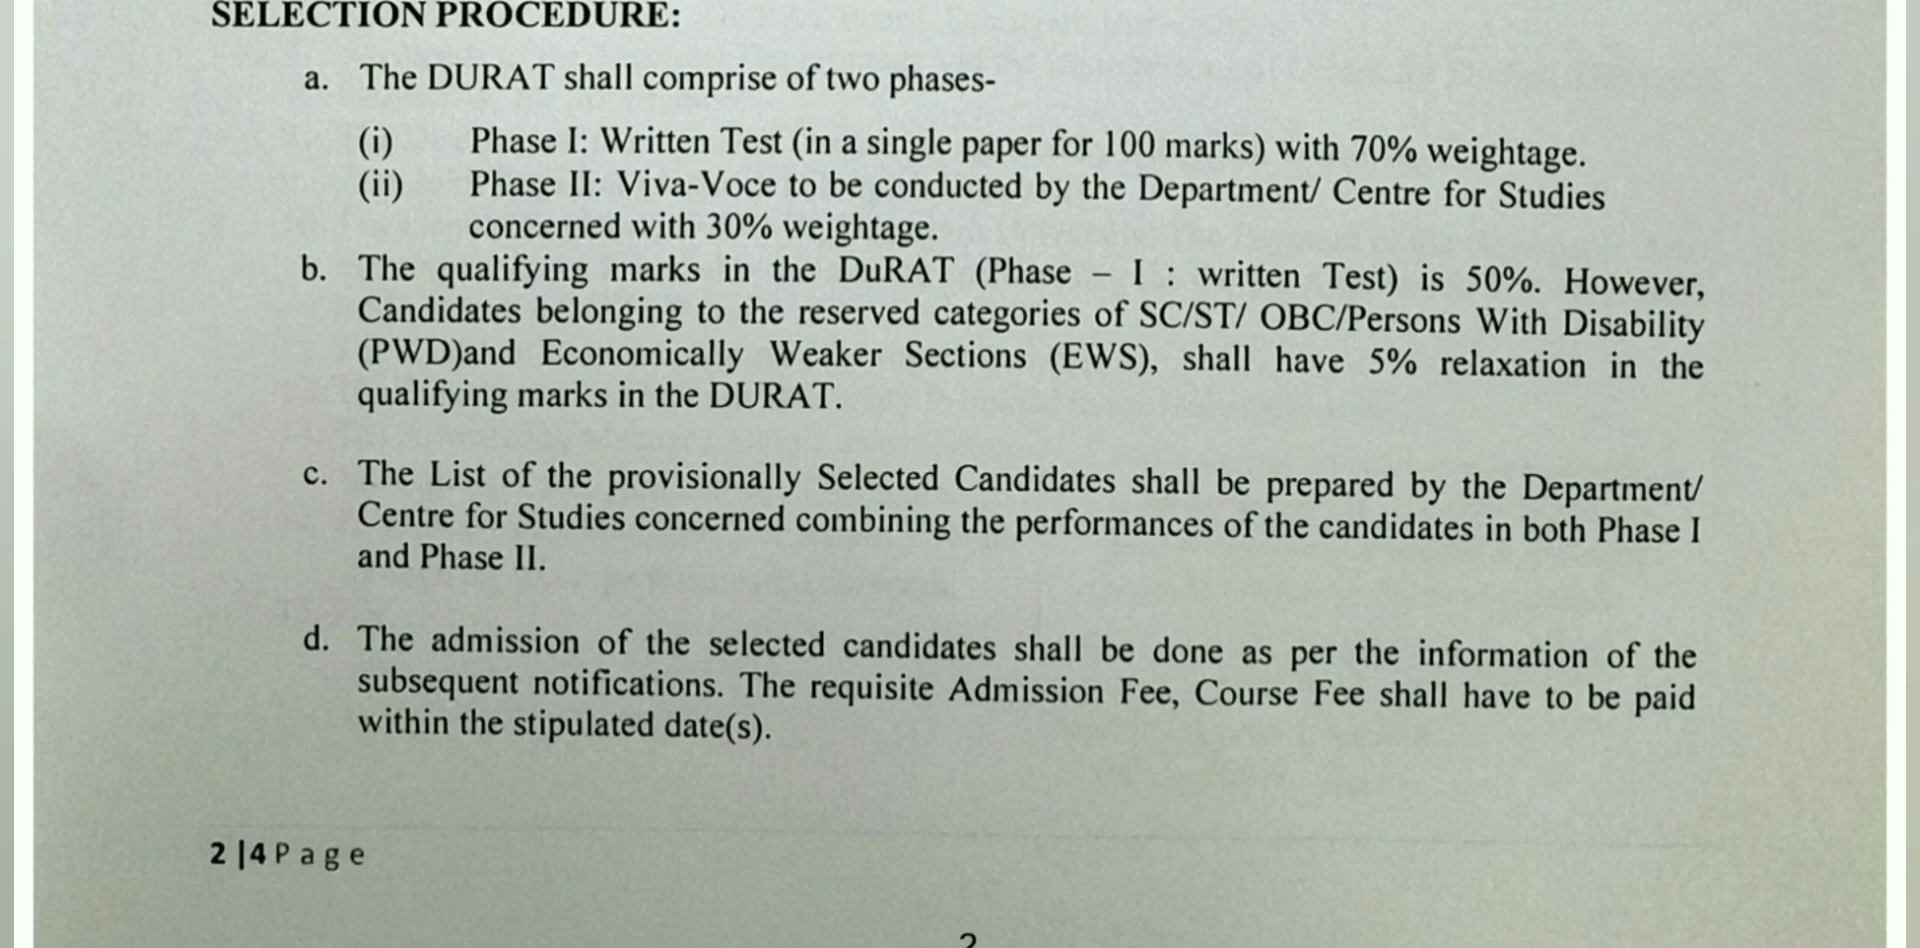 SELECTION PROCEDURE:
a. The DURAT shall comprise of two phases-
(i) Phase I: Written Test (in a single paper for 100 marks) with 70% weightage.
(ii) Phase II: Viva-Voce to be conducted by the Department/ Centre for Studies
concerned with 30% weightage.
b. The qualifying marks in the DuRAT (Phase – I : written Test) is 50%. However,
Candidates belonging to the reserved categories of SC/ST/ OBC/Persons With Disability
(PWD)and Economically Weaker Sections (EWS), shall have 5% relaxation in the
qualifying marks in the DURAT.
c. The List of the provisionally Selected Candidates shall be prepared by the Department/
Centre for Studies concerned combining the performances of the candidates in both Phase I
and Phase II.
d. The admission of the selected candidates shall be done as per the information of the
subsequent notifications. The requisite Admission Fee, Course Fee shall have to be paid
within the stipulated date(s).
2 |4 P a g e
2